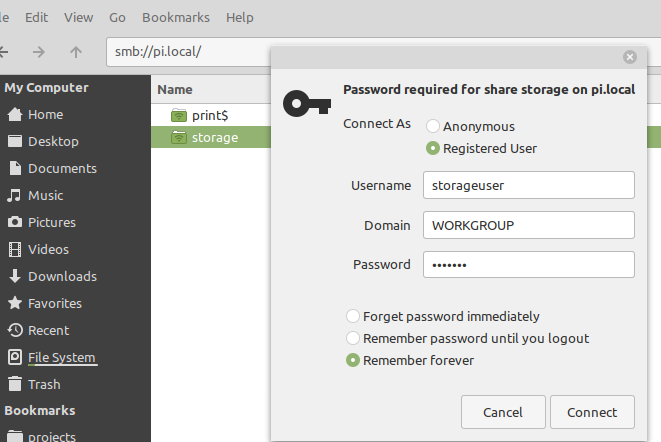 le Edit View Go Bookmarks Help
smb://pi.local/
My Computer
Home
Desktop
Documents
Music
Pictures
Videos
Downloads
Favorites
Recent
File System
Trash
Bookmarks
projects
Name
print$
storage
Password required for share storage on pi.local
Connect As
Anonymous
Registered User
Username storageuser
Domain WORKGROUP
Password •••••••
Forget password immediately
Remember password until you logout
Remember forever
Cancel Connect